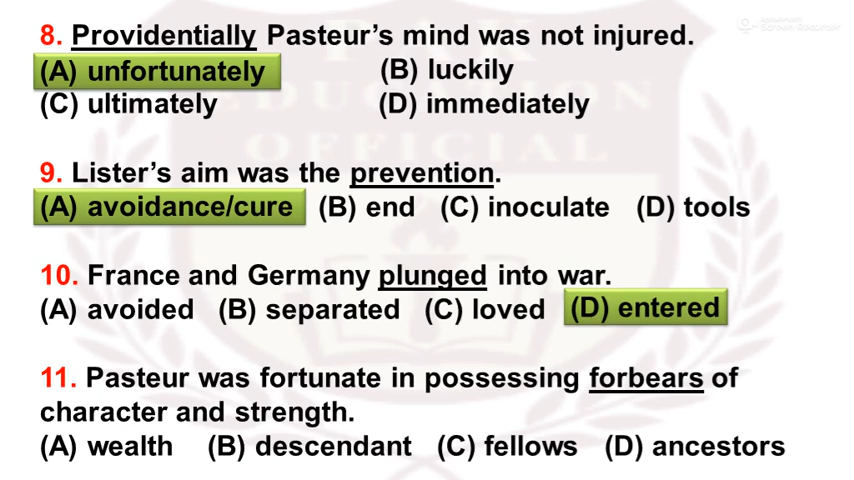 8. Providentially Pasteur's mind was not injured.
(A) unfortunately (B) luckily
(C) ultimately (D) immediately
9. Lister's aim was the prevention.
(A) avoidance/cure (B) end (C) inoculate (D) tools
10. France and Germany plunged into war.
(A) avoided (B) separated (C) loved (D) entered
11. Pasteur was fortunate in possessing forbears of
character and strength.
(A) wealth (B) descendant (C) fellows (D) ancestors
EDUCATION
OFFICIAL